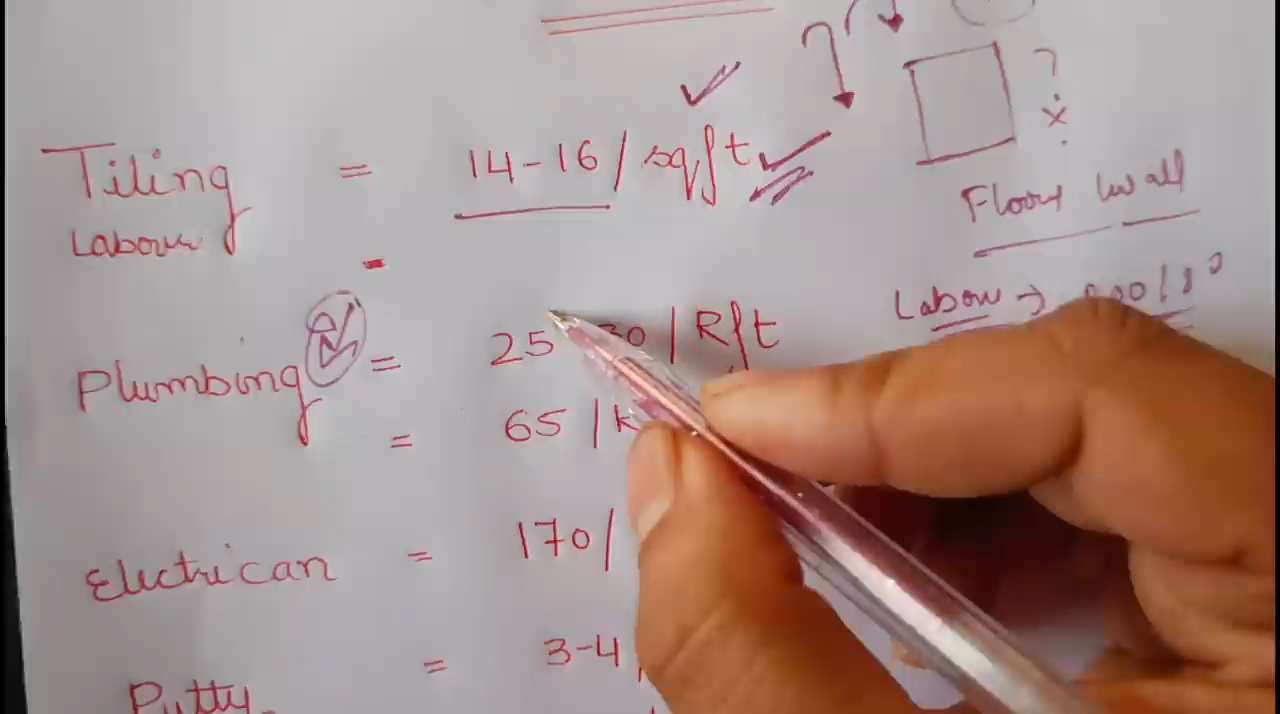 Tiling = 14-16/sqft
Labour
Floor wall
Labour →
Plumbing = 25 30/Rft
= 65/k
Electrican = 170/
Putty = 3-4